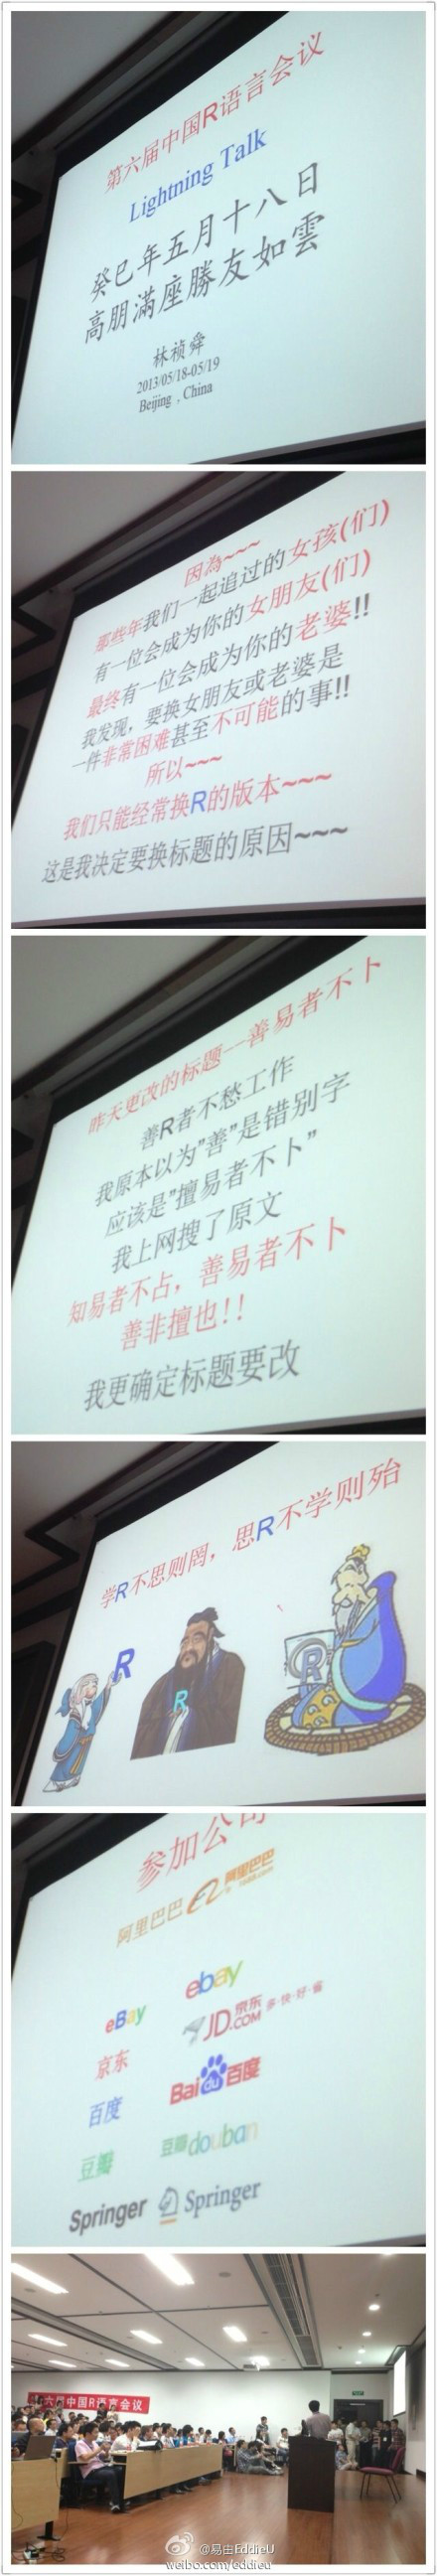 第六届中国R语言会议
Lightning Talk
癸巳年五月十八日
高朋滿座勝友如雲
林祯舜
2013/05/18-05/19
Beijing , China
因為~~~
那些年我们一起追过的女孩(们)
有一位会成为你的女朋友(们)
最终有一位会成为你的老婆!!
我发现，要换女朋友或老婆是
一件非常困难甚至不可能的事!!
所以~~~
我们只能经常换R的版本~~~
这是我决定要换标题的原因~~~
昨天更改的标题--善易者不卜
善R者不愁工作
我原本以为"善"是错别字
应该是"擅易者不卜"
我上网搜了原文
知易者不占，善易者不卜
善非擅也!!
我更确定标题要改
学R不思则罔，思R不学则殆
R
R
R
参加公司
阿里巴巴 阿里巴巴
1688.com
eBay ebay
京东 JD.COM 京东 多·快·好·省
百度 Bai du 百度
豆瓣 豆瓣douban
Springer Springer
第六届中国R语言会议
@易由EddieU
weibo.com/eddieu